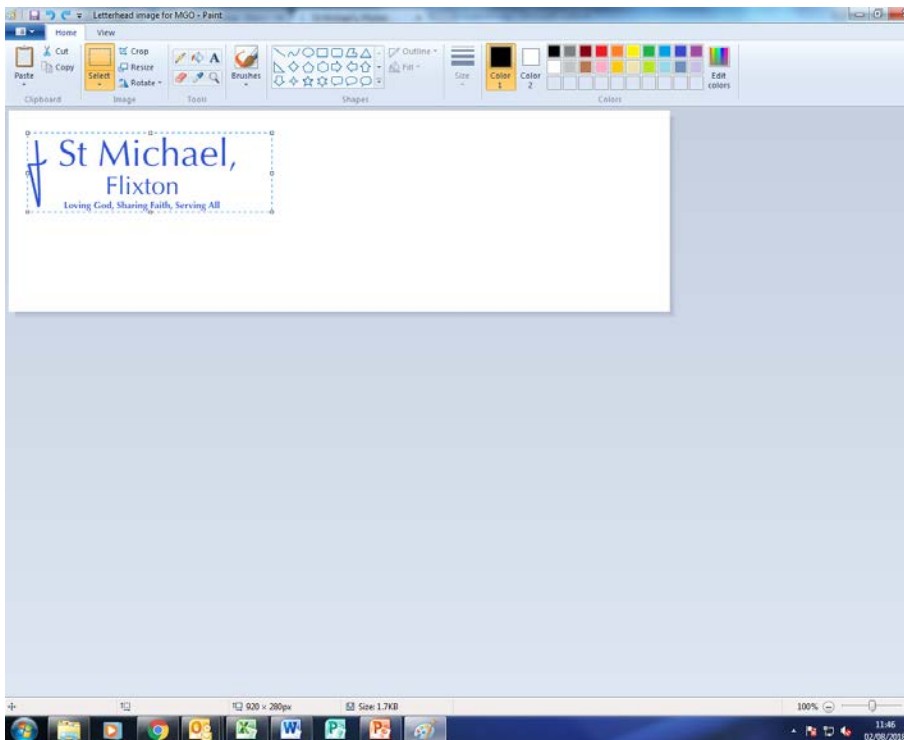 Letterhead image for MGO - Paint
Home View
Paste
Cut
Copy
Clipboard
Select
Crop
Resize
Rotate
Image
A
Tools
Brushes
Outline
Fill
Shapes
Size
Color 1
Color 2
Edit colors
Colors
St Michael,
Flixton
Loving God, Sharing Faith, Serving All
920 × 280px
Size: 1.7KB
100%
11:46